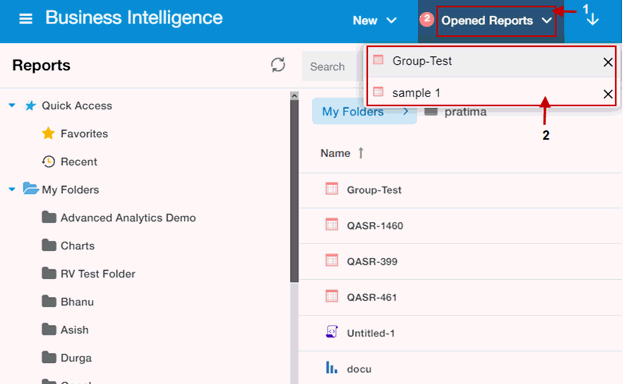 Business Intelligence
New
2
Opened Reports
1
Group-Test
sample 1
2
Reports
Search
My Folders
pratima
Quick Access
Favorites
Recent
My Folders
Advanced Analytics Demo
Charts
RV Test Folder
Bhanu
Asish
Durga
Name
Group-Test
QASR-1460
QASR-399
QASR-461
Untitled-1
docu